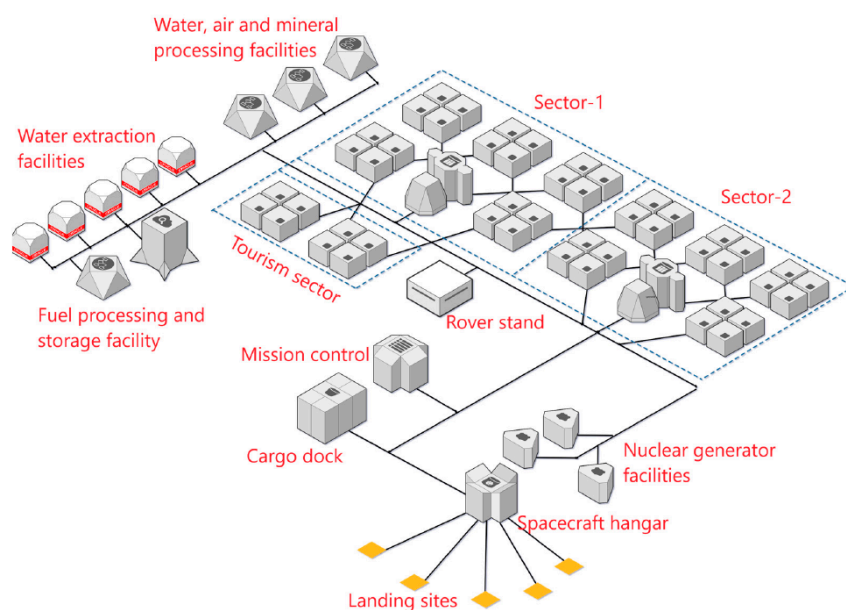 Water, air and mineral
processing facilities
Sector-1
Water extraction
facilities
Sector-2
Tourism sector
Rover stand
Fuel processing and
storage facility
Mission control
Cargo dock
Nuclear generator
facilities
Spacecraft hangar
Landing sites